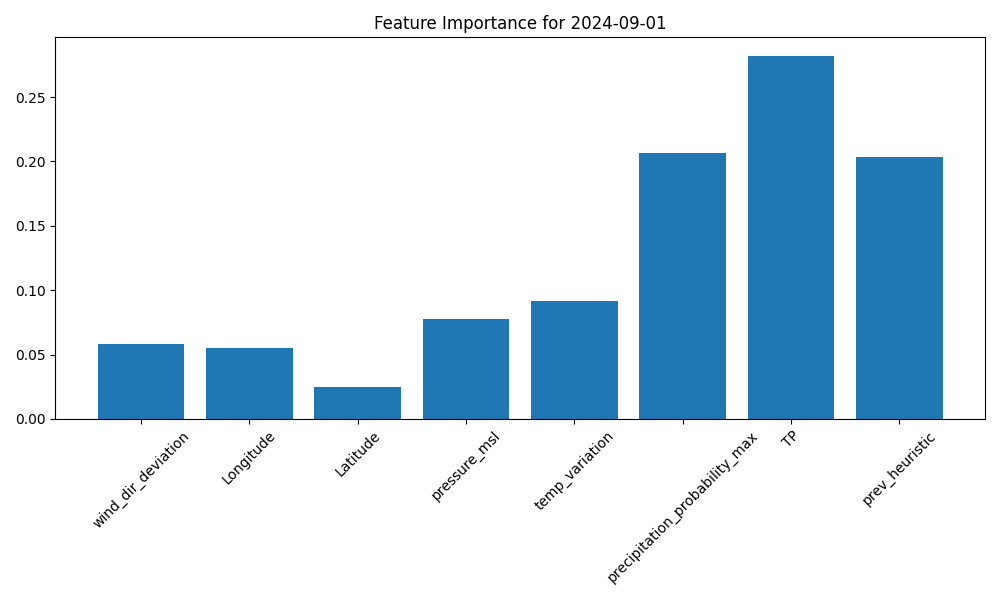 Feature Importance for 2024-09-01
0.25
0.20
0.15
0.10
0.05
0.00
wind_dir_deviation
Longitude
Latitude
pressure_msl
temp_variation
precipitation_probability_max
TP
prev_heuristic